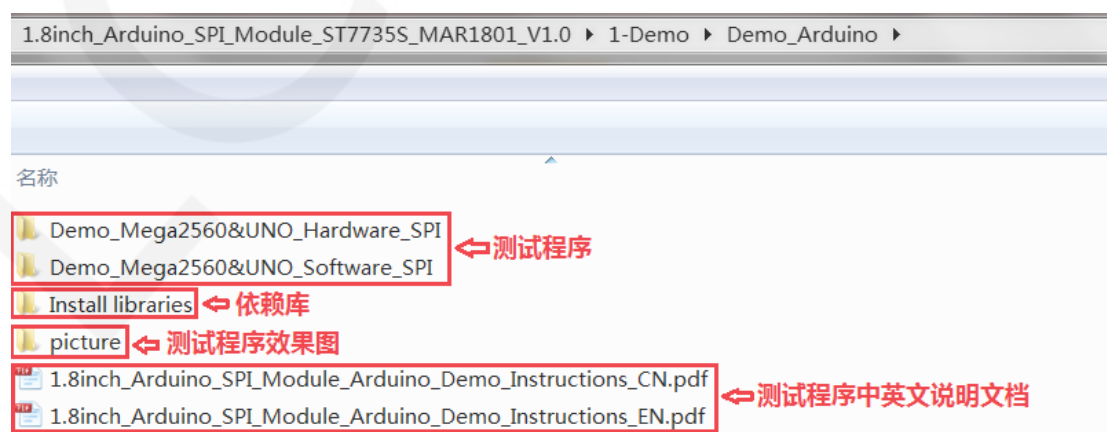 1.8inch_Arduino_SPI_Module_ST7735S_MAR1801_V1.0 ▸ 1-Demo ▸ Demo_Arduino ▸
名称
Demo_Mega2560&UNO_Hardware_SPI
测试程序
Demo_Mega2560&UNO_Software_SPI
Install libraries 依赖库
picture 测试程序效果图
1.8inch_Arduino_SPI_Module_Arduino_Demo_Instructions_CN.pdf
测试程序中英文说明文档
1.8inch_Arduino_SPI_Module_Arduino_Demo_Instructions_EN.pdf